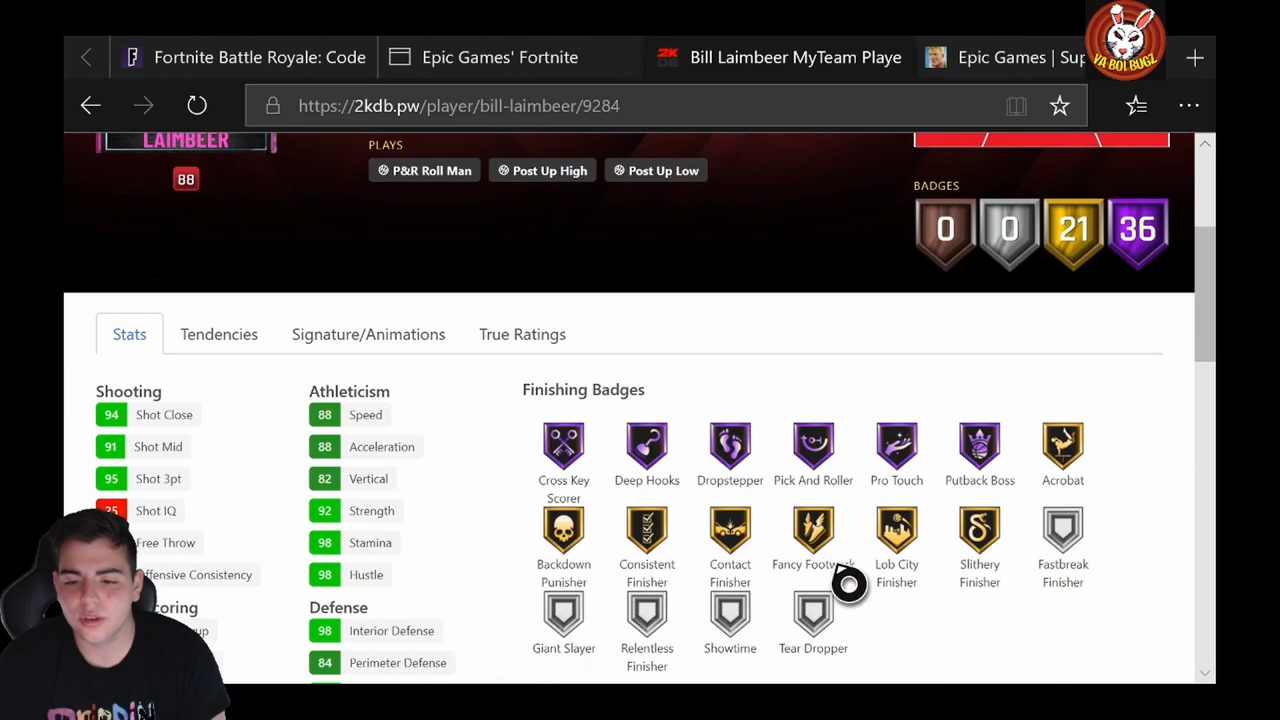 Fortnite Battle Royale: Code
Epic Games' Fortnite
Bill Laimbeer MyTeam Playe
Epic Games | Sup
YA BOI BUGZ
https://2kdb.pw/player/bill-laimbeer/9284
LAIMBEER
88
PLAYS
P&R Roll Man
Post Up High
Post Up Low
BADGES
0
0
21
36
Stats
Tendencies
Signature/Animations
True Ratings
Shooting
94 Shot Close
91 Shot Mid
95 Shot 3pt
Shot IQ
Free Throw
ffensive Consistency
coring
up
Athleticism
88 Speed
88 Acceleration
82 Vertical
92 Strength
98 Stamina
98 Hustle
Defense
98 Interior Defense
84 Perimeter Defense
Finishing Badges
Cross Key
Scorer
Deep Hooks
Dropstepper
Pick And Roller
Pro Touch
Putback Boss
Acrobat
Backdown
Punisher
Consistent
Finisher
Contact
Finisher
Fancy Footwork
Lob City
Finisher
Slithery
Finisher
Fastbreak
Finisher
Giant Slayer
Relentless
Finisher
Showtime
Tear Dropper